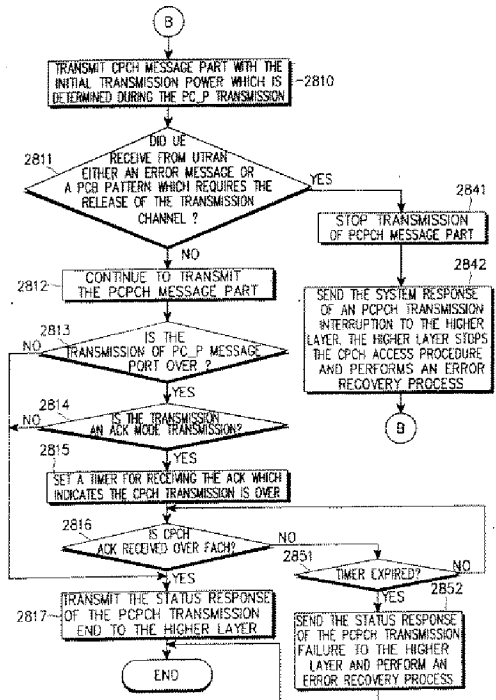 B
TRANSMIT CPCH MESSAGE PART WITH THE
INITIAL TRANSMISSION POWER WHICH IS
DETERMINED DURING THE PC_P TRANSMISSION
2810
2811
DID UE
RECEIVE FROM UTRAN
EITHER AN ERROR MESSAGE OR
A PCB PATTERN WHICH REQUIRES THE
RELEASE OF THE TRANSMISSION
CHANNEL ?
YES
NO
2841
STOP TRANSMISSION
OF PCPCH MESSAGE PART
2842
SEND THE SYSTEM RESPONSE
OF AN PCPCH TRANSMISSION
INTERRUPTION TO THE HIGHER
LAYER, THE HIGHER LAYER STOPS
THE CPCH ACCESS PROCEDURE
AND PERFORMS AN ERROR
RECOVERY PROCESS
B
2812
CONTINUE TO TRANSMIT
THE PCPCH MESSAGE PART
2813
IS THE
TRANSMISSION OF PC_P MESSAGE
PORT OVER ?
NO
YES
2814
IS THE TRANSMISSION
AN ACK MODE TRANSMISSION?
NO
YES
2815
SET A TIMER FOR RECEIVING THE ACK WHICH
INDICATES THE CPCH TRANSMISSION IS OVER
2816
IS CPCH
ACK RECEIVED OVER FACH?
NO
YES
2851
TIMER EXPIRED?
NO
YES
2852
2817
TRANSMIT THE STATUS RESPONSE
OF THE PCPCH TRANSMISSION
END TO THE HIGHER LAYER
SEND THE STATUS RESPONSE
OF THE PCPCH TRANSMISSION
FAILURE TO THE HIGHER
LAYER AND PERFORM AN
ERROR RECOVERY PROCESS
END